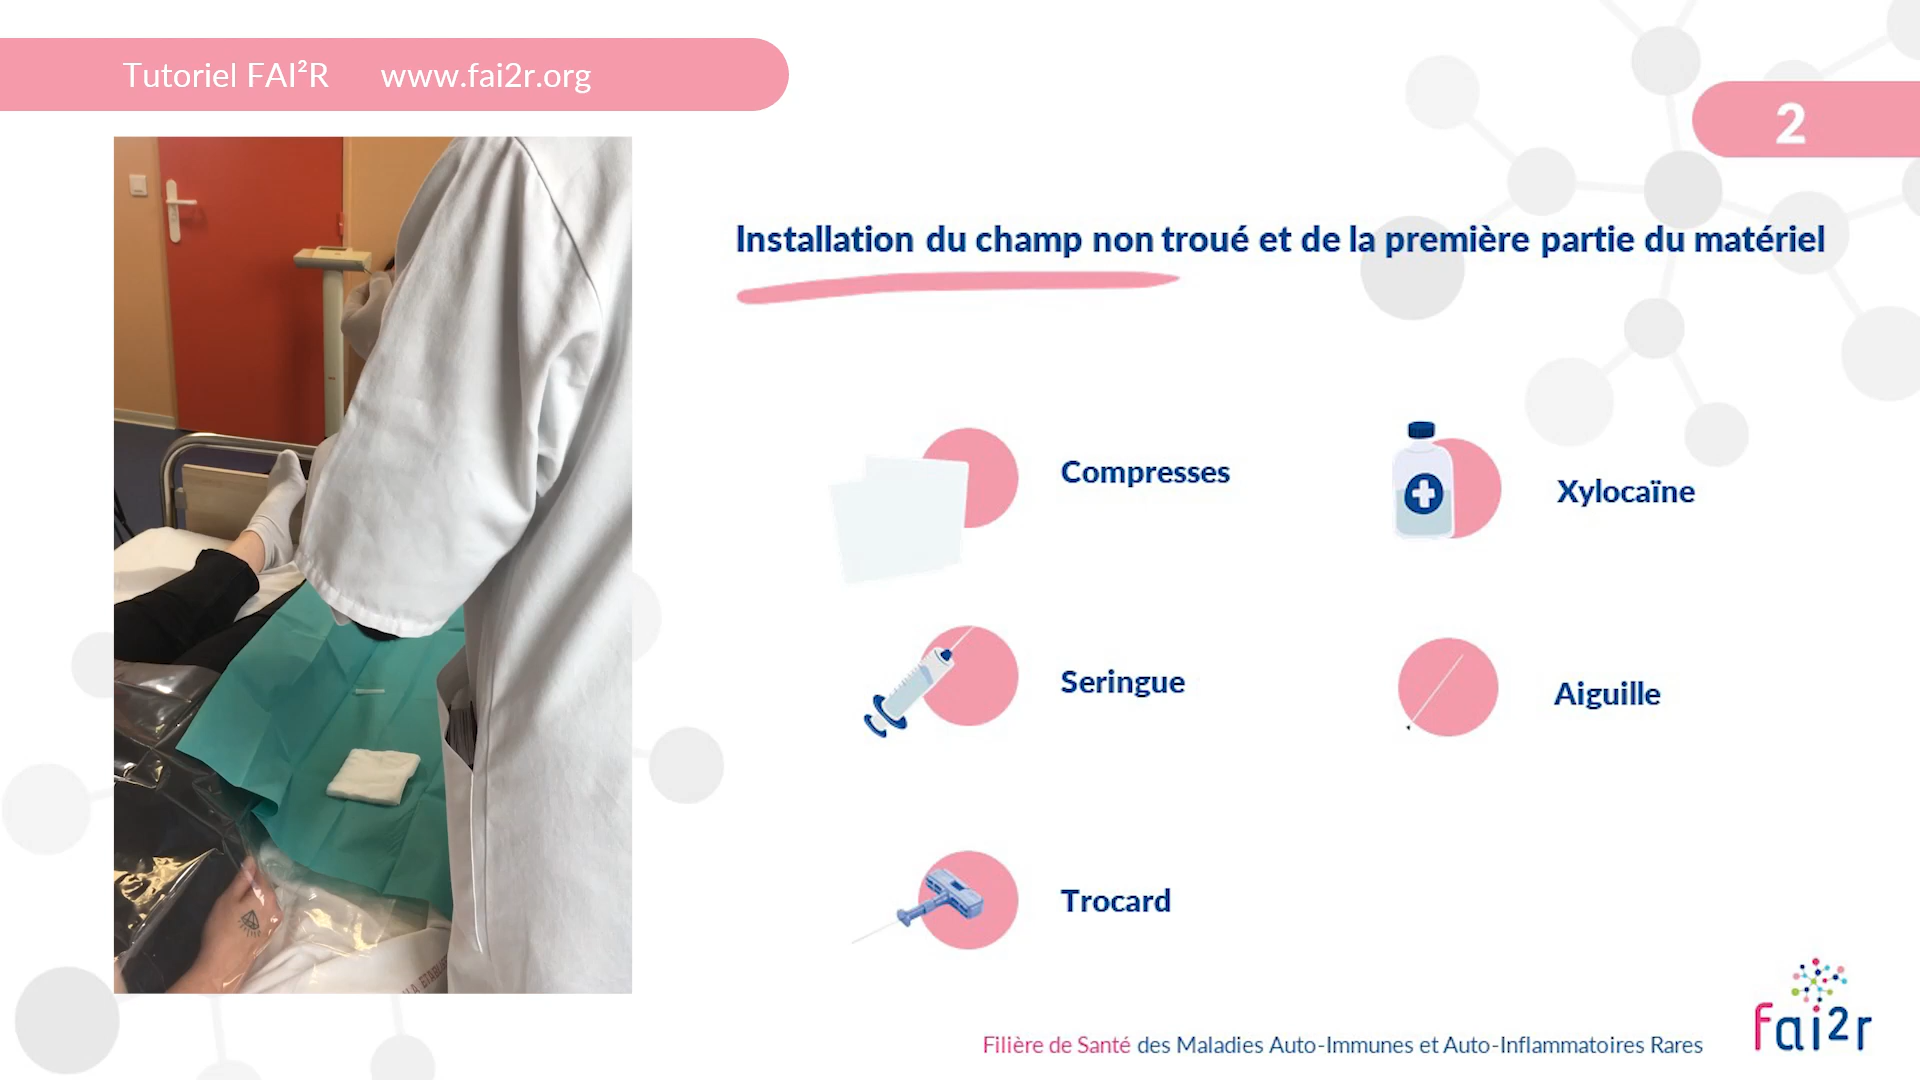 Tutoriel FAI²R www.fai2r.org
2
Installation du champ non troué et de la première partie du matériel
Compresses
Xylocaïne
Seringue
Aiguille
Trocard
Filière de Santé des Maladies Auto-Immunes et Auto-Inflammatoires Rares
fai2r